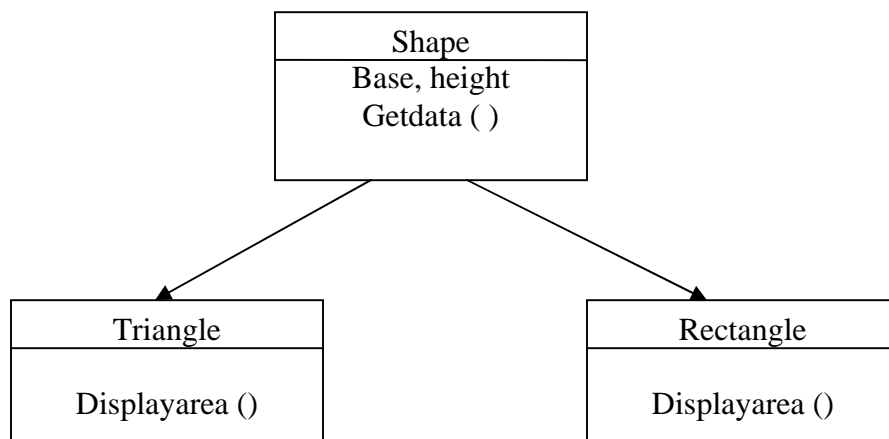 Shape
Base, height
Getdata ( )
Triangle
Rectangle
Displayarea ()
Displayarea ()